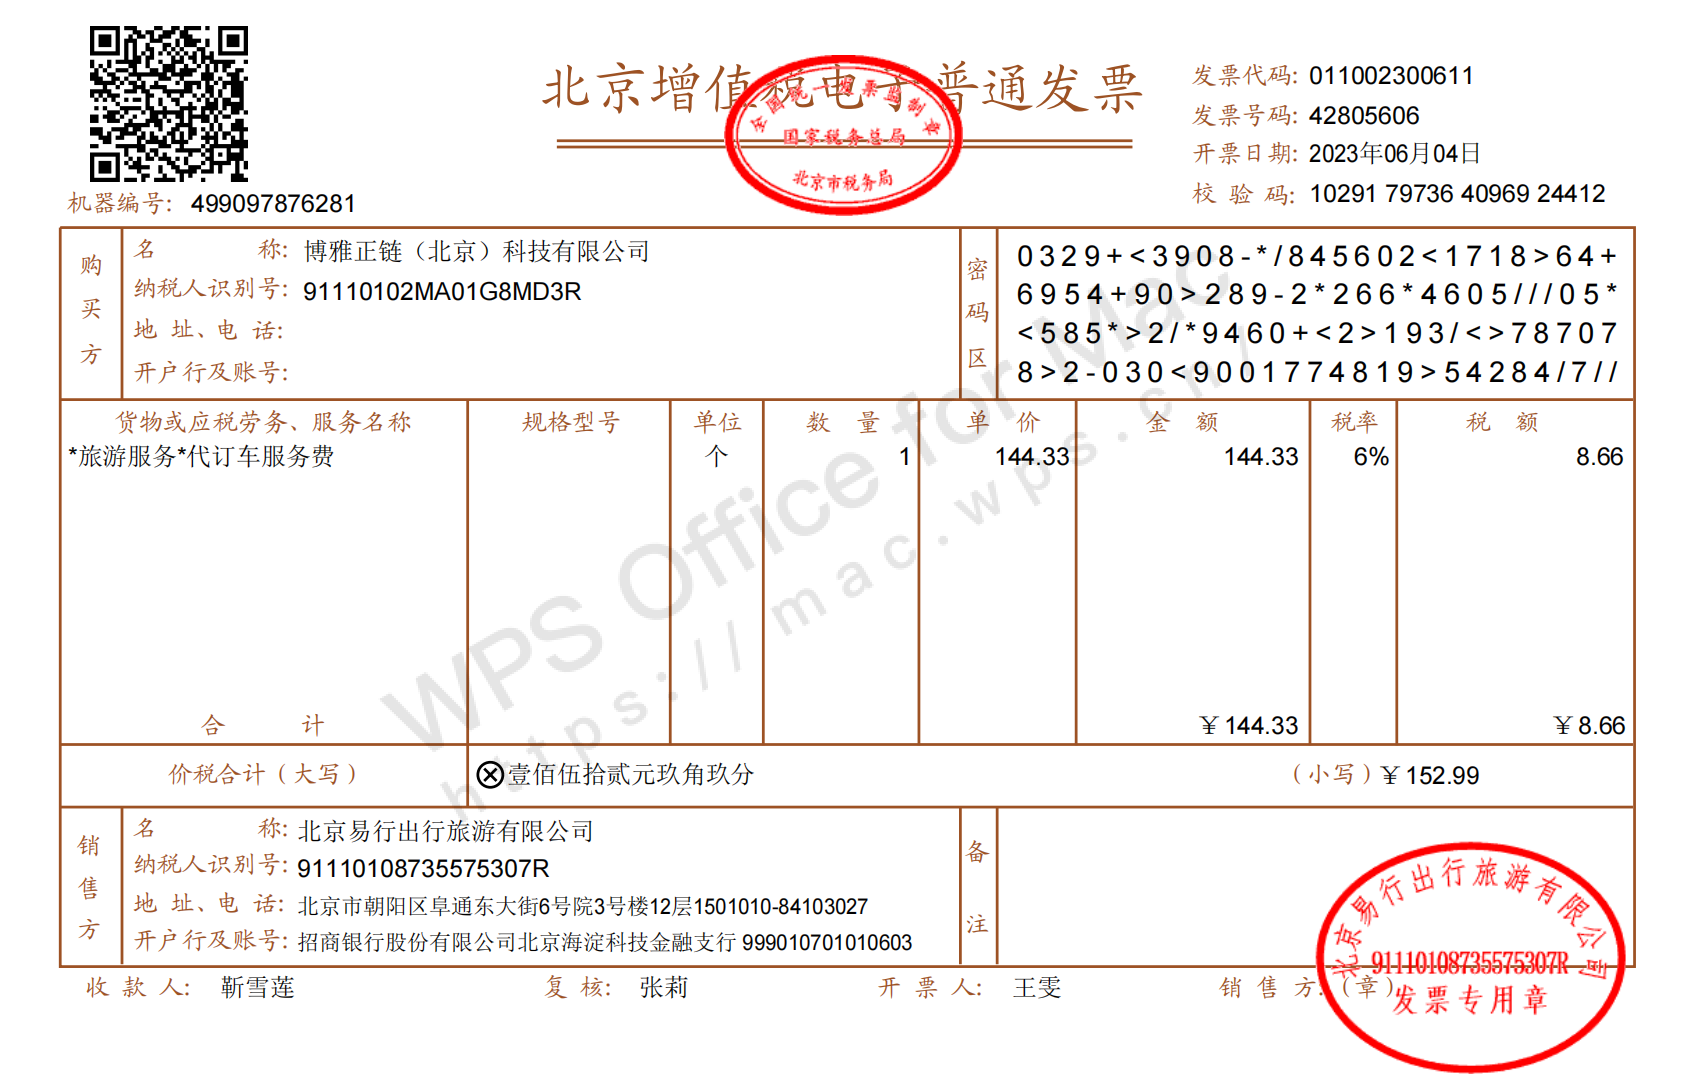 北京增值税电子普通发票
全国统一发票监制章
国家税务总局
北京市税务局
发票代码: 011002300611
发票号码: 42805606
开票日期: 2023年06月04日
校验码: 10291 79736 40969 24412
机器编号: 499097876281
购买方
名称: 博雅正链（北京）科技有限公司
纳税人识别号: 91110102MA01G8MD3R
地址、电话:
开户行及账号:
密码区
0329+<3908-*/845602<1718>64+
6954+90>289-2*266*4605///05*
<585*>2/*9460+<2>193/<>78707
8>2-030<9001774819>54284/7//
货物或应税劳务、服务名称 规格型号 单位 数量 单价 金额 税率 税额
*旅游服务*代订车服务费 个 1 144.33 144.33 6% 8.66
合计 ￥144.33 ￥8.66
价税合计（大写） ⊗壹佰伍拾贰元玖角玖分 （小写）￥152.99
销售方
名称: 北京易行出行旅游有限公司
纳税人识别号: 91110108735575307R
地址、电话: 北京市朝阳区阜通东大街6号院3号楼12层1501010-84103027
开户行及账号: 招商银行股份有限公司北京海淀科技金融支行 999010701010603
备注
收款人: 靳雪莲 复核: 张莉 开票人: 王雯 销售方:（章）
北京易行出行旅游有限公司
91110108735575307R
发票专用章
WPS Office for Mac
https://mac.wps.cn/